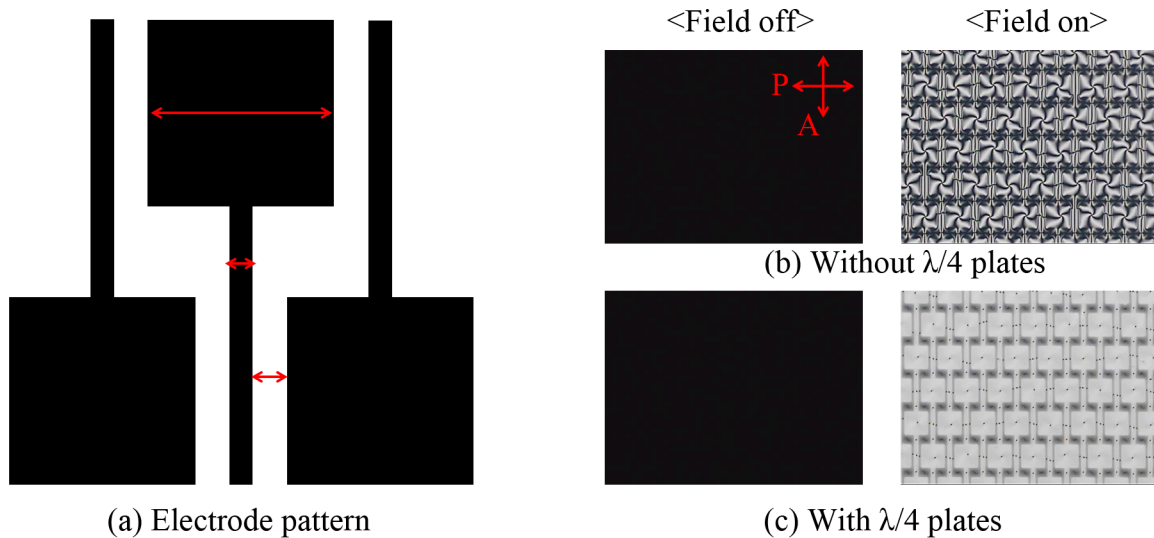 <Field off>
<Field on>
P
A
(b) Without λ/4 plates
(a) Electrode pattern
(c) With λ/4 plates